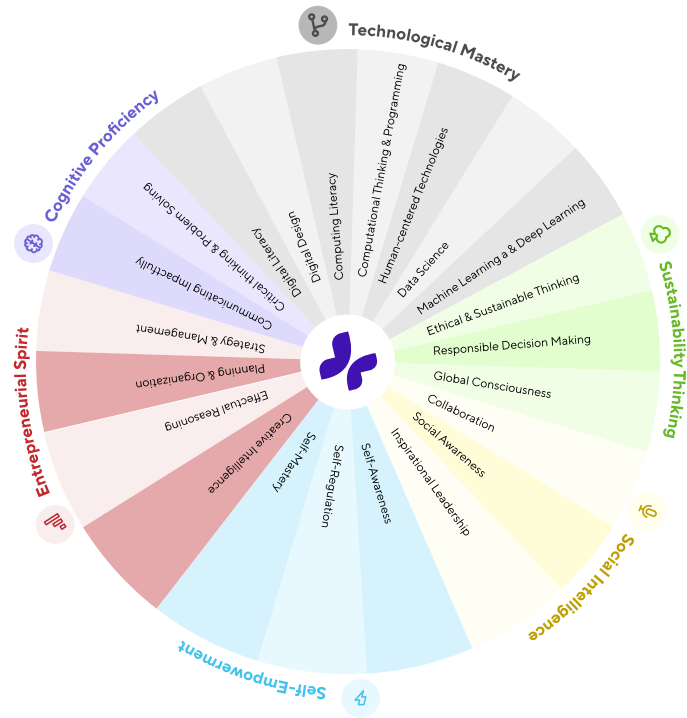 Technological Mastery
Digital Literacy
Digital Design
Computing Literacy
Computational Thinking & Programming
Human-centered Technologies
Data Science
Machine Learning a & Deep Learning
Sustainability Thinking
Ethical & Sustainable Thinking
Responsible Decision Making
Global Consciousness
Social Intelligence
Collaboration
Social Awareness
Inspirational Leadership
Self-Empowerment
Self-Awareness
Self-Regulation
Self-Mastery
Entrepreneurial Spirit
Creative Intelligence
Effectual Reasoning
Planning & Organization
Strategy & Management
Cognitive Proficiency
Communicating Impactfully
Critical thinking & Problem Solving